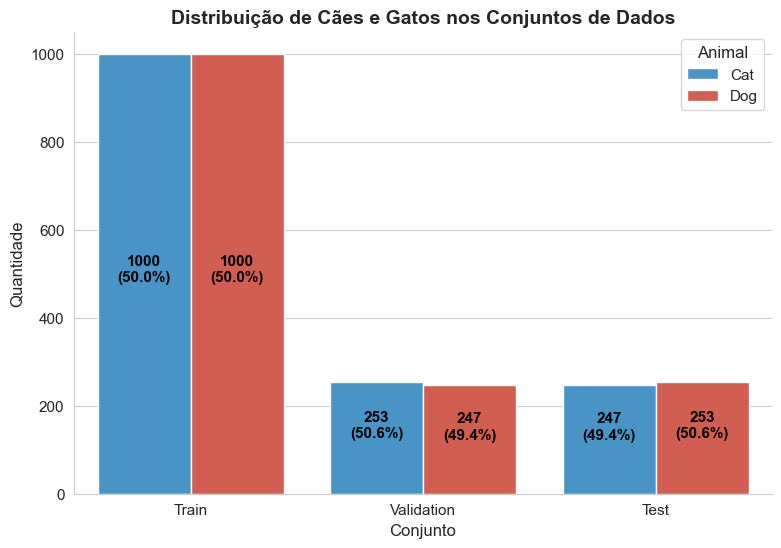 Distribuição de Cães e Gatos nos Conjuntos de Dados
Animal
Cat
Dog
Quantidade
1000
800
600
400
200
0
1000
(50.0%)
1000
(50.0%)
253
(50.6%)
247
(49.4%)
247
(49.4%)
253
(50.6%)
Train
Validation
Test
Conjunto